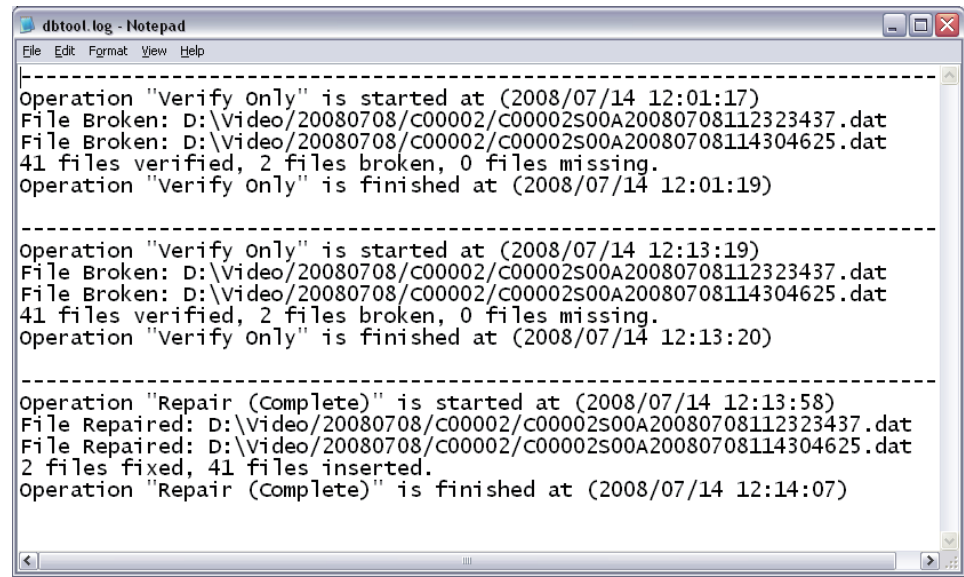 dbtool.log - Notepad
File Edit Format View Help
--------------------------------------------------------------------------
Operation "Verify Only" is started at (2008/07/14 12:01:17)
File Broken: D:\Video/20080708/C00002/C00002S00A20080708112323437.dat
File Broken: D:\Video/20080708/C00002/C00002S00A20080708114304625.dat
41 files verified, 2 files broken, 0 files missing.
Operation "Verify Only" is finished at (2008/07/14 12:01:19)
--------------------------------------------------------------------------
Operation "Verify Only" is started at (2008/07/14 12:13:19)
File Broken: D:\Video/20080708/C00002/C00002S00A20080708112323437.dat
File Broken: D:\Video/20080708/C00002/C00002S00A20080708114304625.dat
41 files verified, 2 files broken, 0 files missing.
Operation "Verify Only" is finished at (2008/07/14 12:13:20)
--------------------------------------------------------------------------
Operation "Repair (Complete)" is started at (2008/07/14 12:13:58)
File Repaired: D:\Video/20080708/C00002/C00002S00A20080708112323437.dat
File Repaired: D:\Video/20080708/C00002/C00002S00A20080708114304625.dat
2 files fixed, 41 files inserted.
Operation "Repair (Complete)" is finished at (2008/07/14 12:14:07)